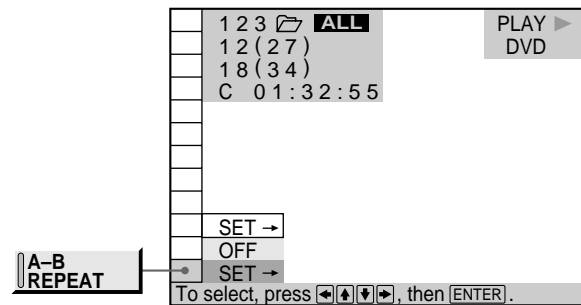 1 2 3 ALL
1 2 ( 2 7 )
1 8 ( 3 4 )
C 0 1 : 3 2 : 5 5
PLAY
DVD
SET →
OFF
SET →
A–B
REPEAT
To select, press ←↑↓→, then ENTER.